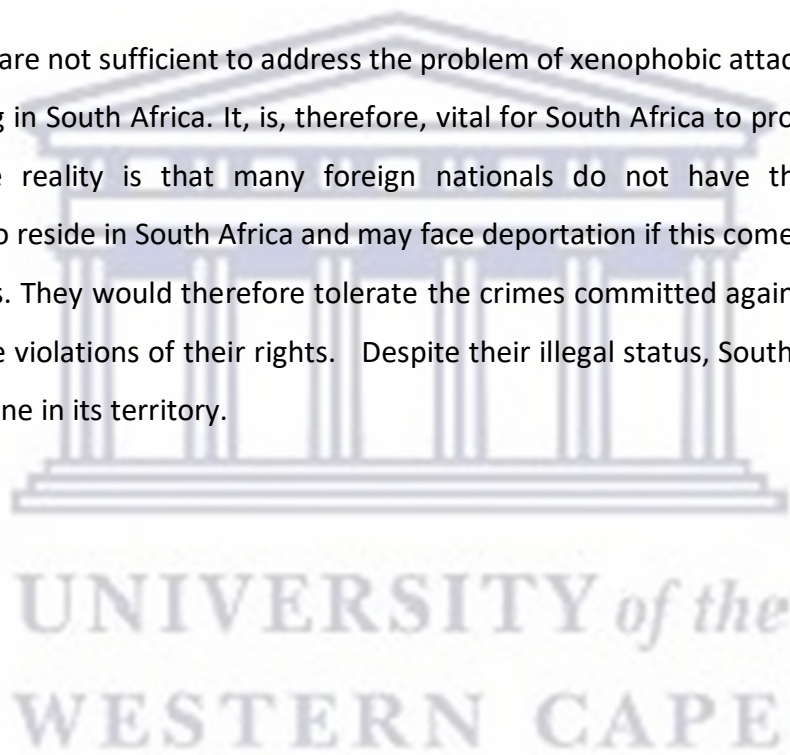 are not sufficient to address the problem of xenophobic attac
g in South Africa. It, is, therefore, vital for South Africa to pro
e reality is that many foreign nationals do not have th
o reside in South Africa and may face deportation if this come
s. They would therefore tolerate the crimes committed again
e violations of their rights. Despite their illegal status, South
ne in its territory.
UNIVERSITY of the
WESTERN CAPE